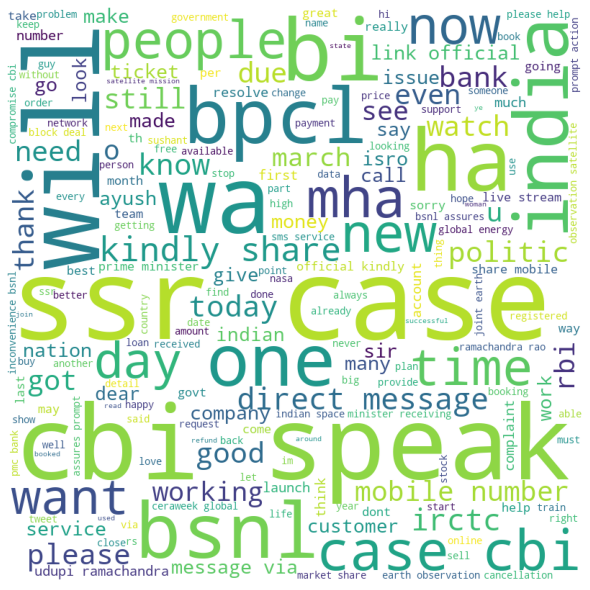 government great hi book please help
take problem keep make really going
number people bi now link official
guy without per ticket due bank
go look issue even
order still bpcl resolve change say much someone
network made see watch
block deal th price support
will o need know march isro call
next sushant pay looking
person available free payment use
thank month stop first part data sorry live stream
ayush wa mha ha india
every team money high hope u bsnl assures global energy
getting sms service new politic
kindly share official kindly share mobile
best prime minister give point nasa
better find done always account thing registered
ssr case
join country today already
another loan received date indian sir never
amount successful joint earth ramachandra rao way
buy detail nation day one many big plan provide time booking rbi
last got direct message
may govt dear company come indian space minister receiving complaint work able
show said request good back must
pmc bank read happy
cbi speak
well booked love refund around im stock
want working let launch think mobile number
tweet used via ceraweek global life year start help train right
service bsnl customer dont irctc
close rs please message via online case cbi
udupi ramachandra market share sell earth observation cancellation
compromise cbi
inconvenience bsnl
assures prompt
observation satellite
prompt action
satellite mission
state
woman
name
ye
ssn